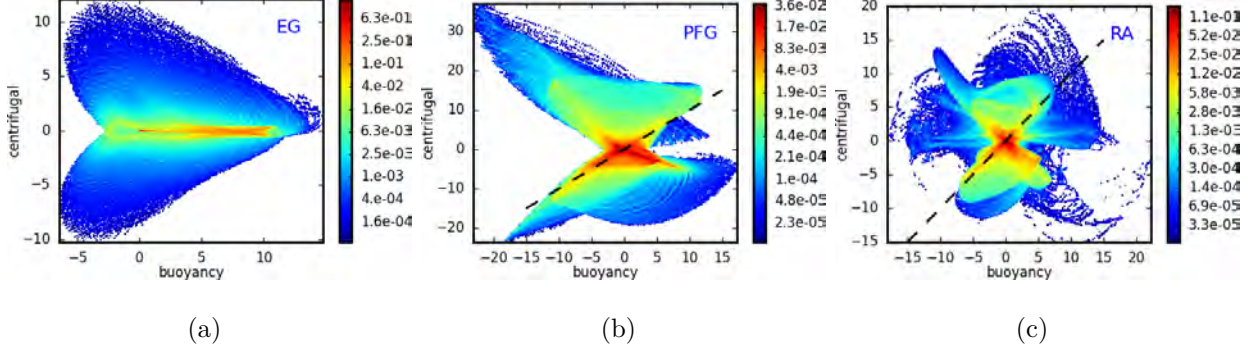 EG
centrifugal
10
5
0
−5
−10
−5
0
5
10
buoyancy
6.3e-01
2.5e-01
1e-01
4e-02
1.6e-02
6.3e-03
2.5e-03
1e-03
4e-04
1.6e-04
(a)
PFG
centrifugal
30
20
10
0
−10
−20
−20
−15
−10
−5
0
5
10
15
buoyancy
3.6e-02
1.7e-02
8.3e-03
4e-03
1.9e-03
9.1e-04
4.4e-04
2.1e-04
1e-04
4.8e-05
2.3e-05
(b)
RA
centrifugal
20
15
10
5
0
−5
−10
−15
−15
−10
−5
0
5
10
15
20
buoyancy
1.1e-01
5.2e-02
2.5e-02
1.2e-02
5.8e-03
2.8e-03
1.3e-03
6.3e-04
3.0e-04
1.4e-04
6.9e-05
3.3e-05
(c)